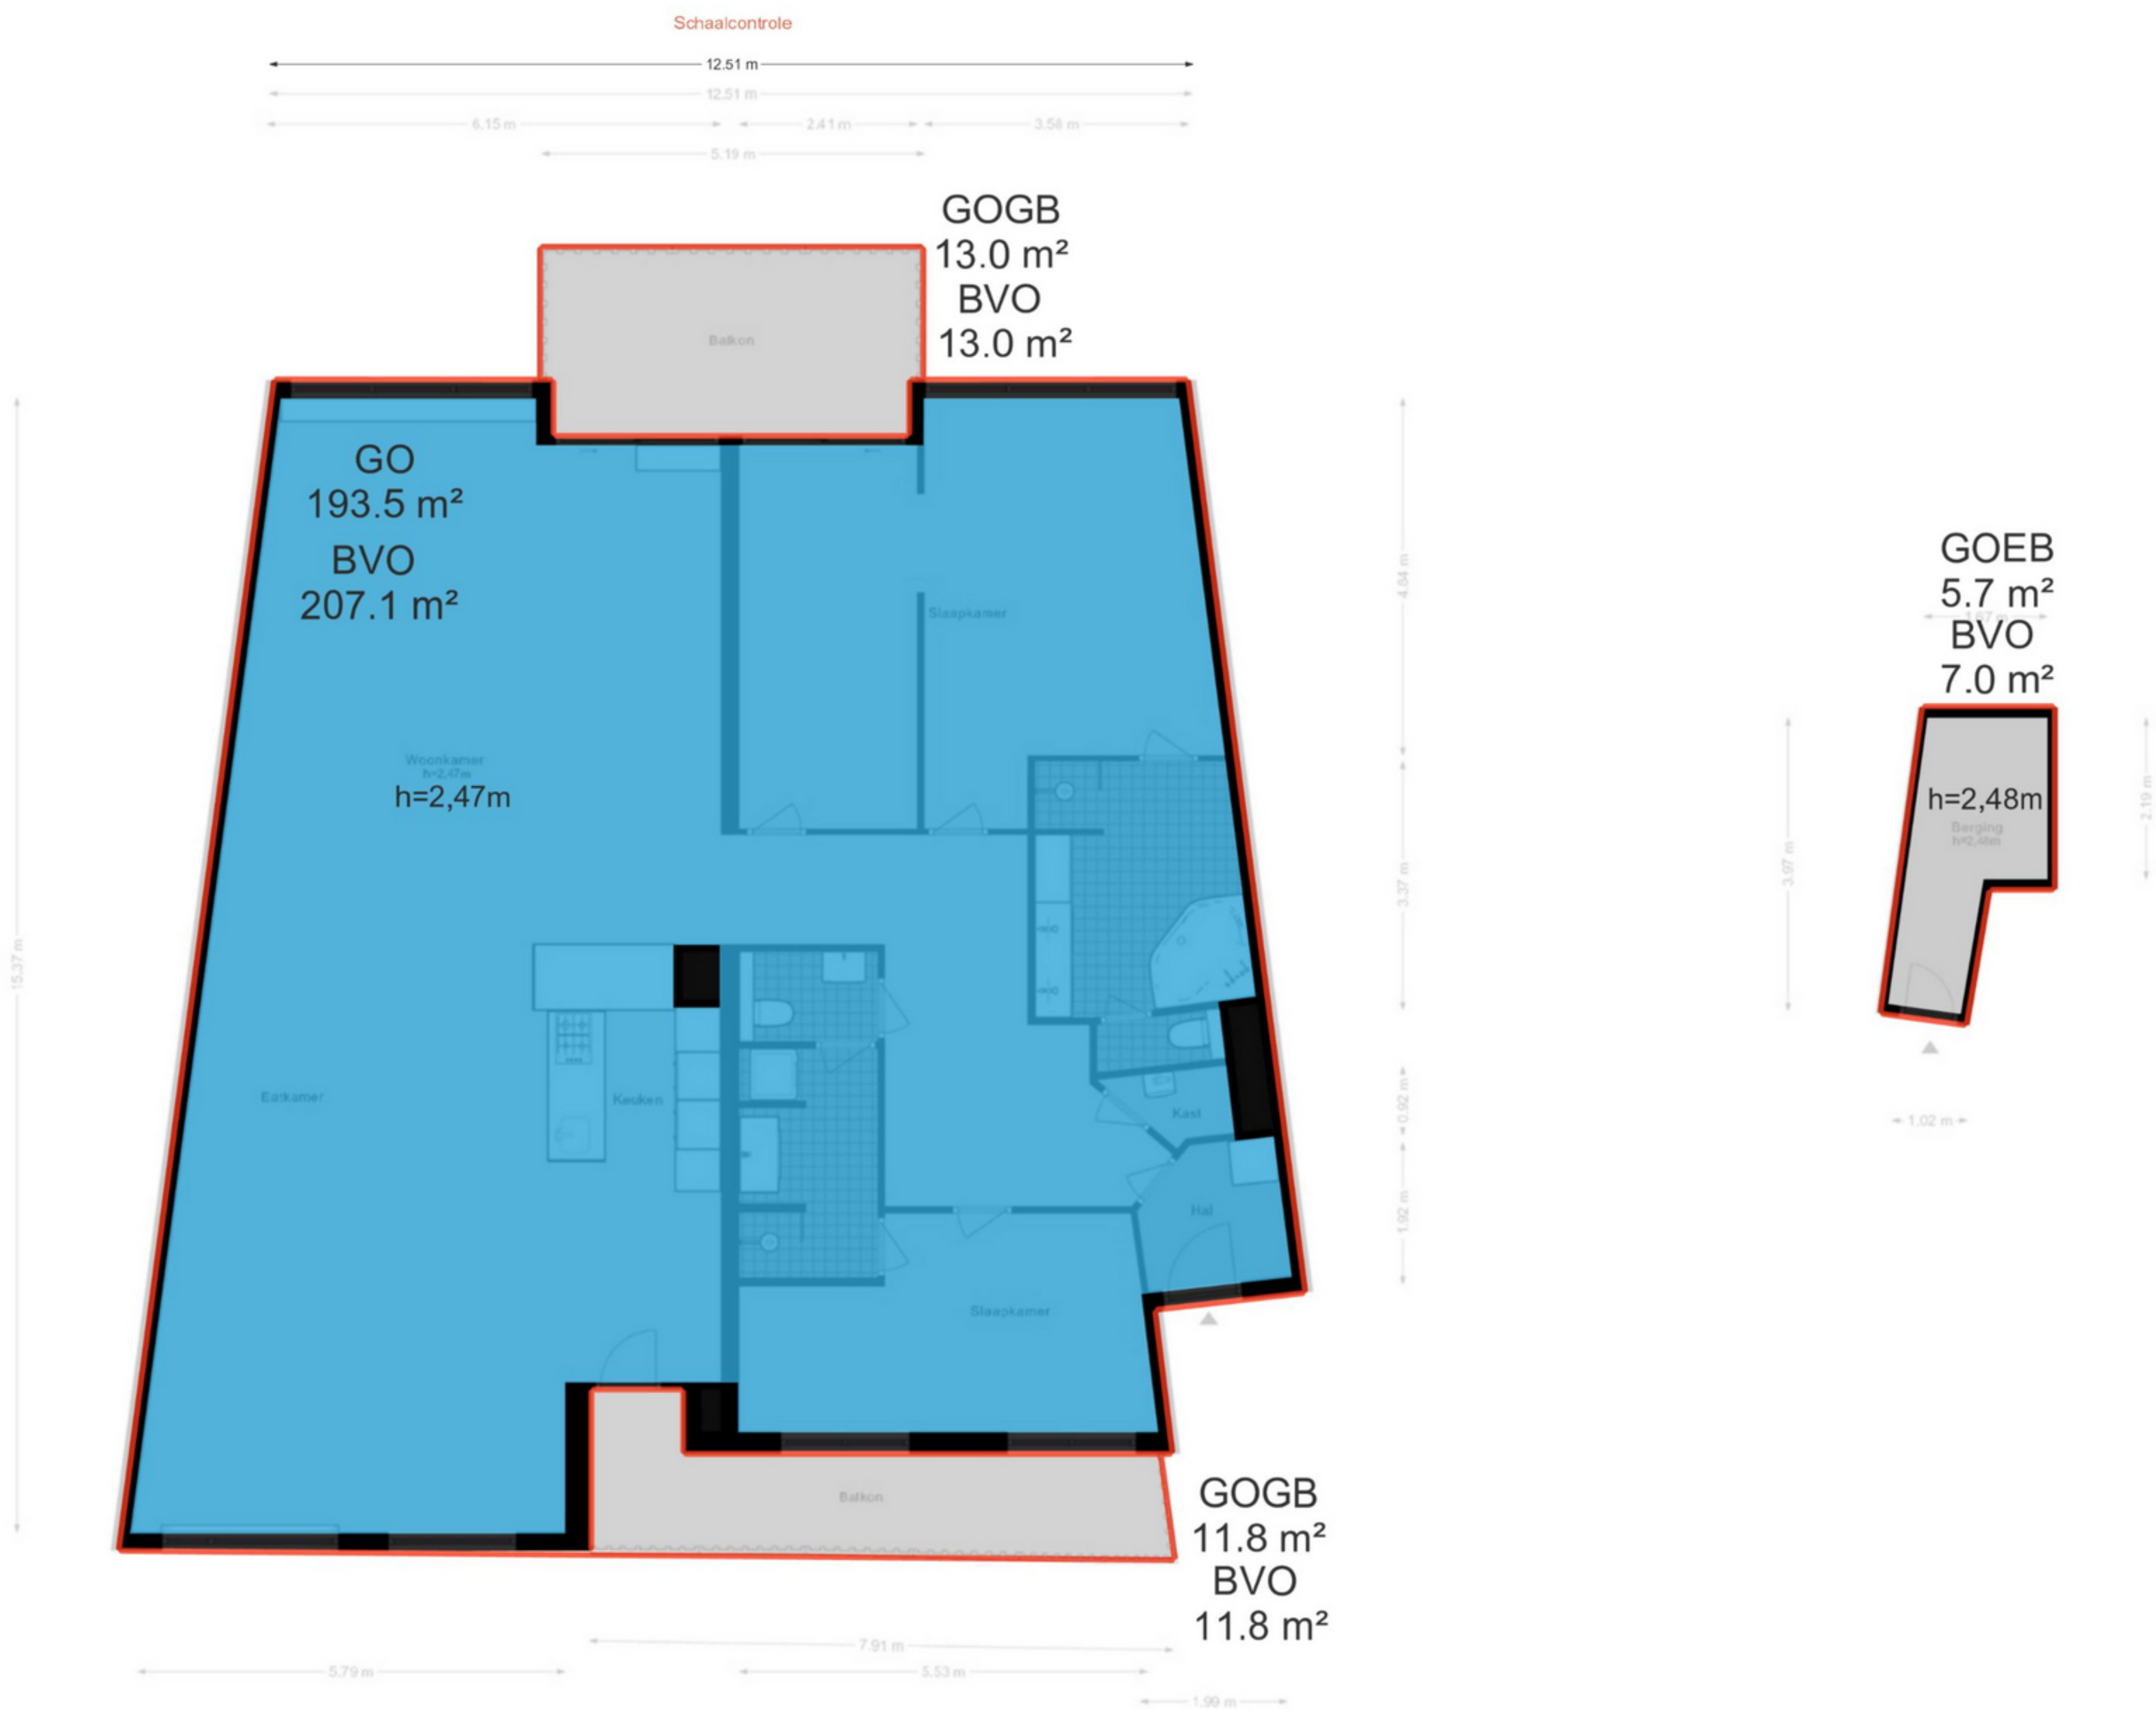 Schaalcontrole
12.51 m
12.51 m
6.15 m
2.41 m
3.58 m
5.19 m
GOGB
13.0 m²
BVO
13.0 m²
Balkon
GO
193.5 m²
BVO
207.1 m²
Slaapkamer
Woonkamer
h=2,47m
h=2,47m
Eetkamer
Keuken
Kast
Hal
Slaapkamer
Balkon
GOGB
11.8 m²
BVO
11.8 m²
15.37 m
4.84 m
3.37 m
0.92 m
1.92 m
7.91 m
5.79 m
5.53 m
1.99 m
GOEB
5.7 m²
1.67 m
BVO
7.0 m²
h=2,48m
Berging
h=2,48m
3.97 m
2.19 m
1.02 m